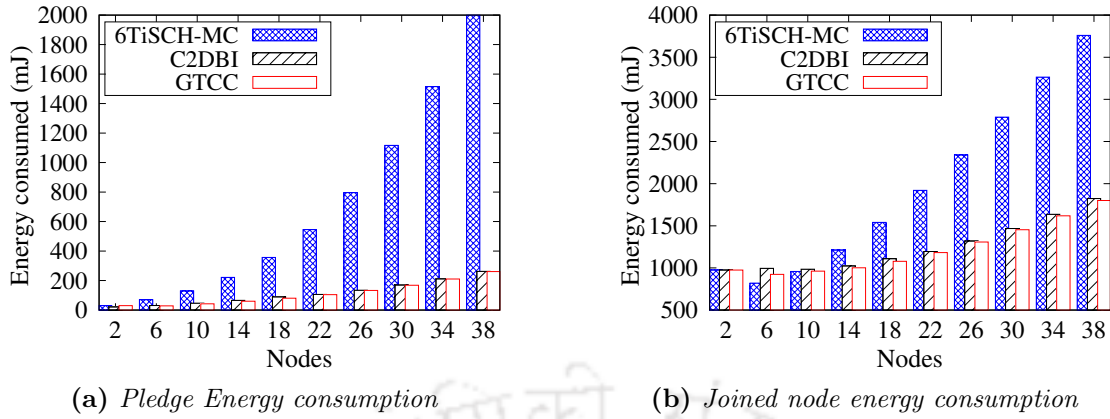 2000
1800
1600
1400
1200
1000
800
600
400
200
0
Energy consumed (mJ)
6TiSCH-MC
C2DBI
GTCC
2 6 10 14 18 22 26 30 34 38
Nodes
(a) Pledge Energy consumption
4000
3500
3000
2500
2000
1500
1000
500
Energy consumed (mJ)
6TiSCH-MC
C2DBI
GTCC
2 6 10 14 18 22 26 30 34 38
Nodes
(b) Joined node energy consumption